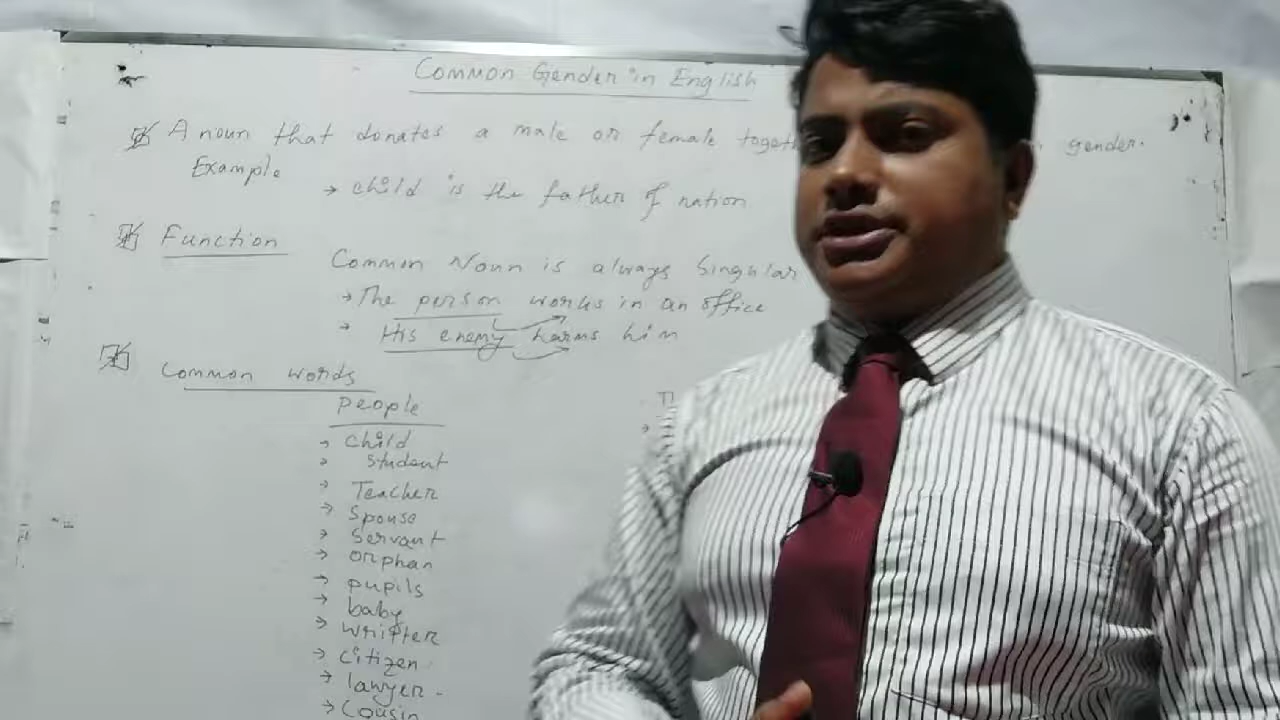 Common Gender in English
A noun that donates a male or female gender.
Example
→ child is the father of nation
Function
Common Noun is always Singular
→ The person works in an office
→ His enemy harms him
Common words
People
→ child
→ student
→ Teacher
→ Spouse
→ Servant
→ orphan
→ pupils
→ baby
→ wripter
→ citizen
→ lawyer
→ Cousin